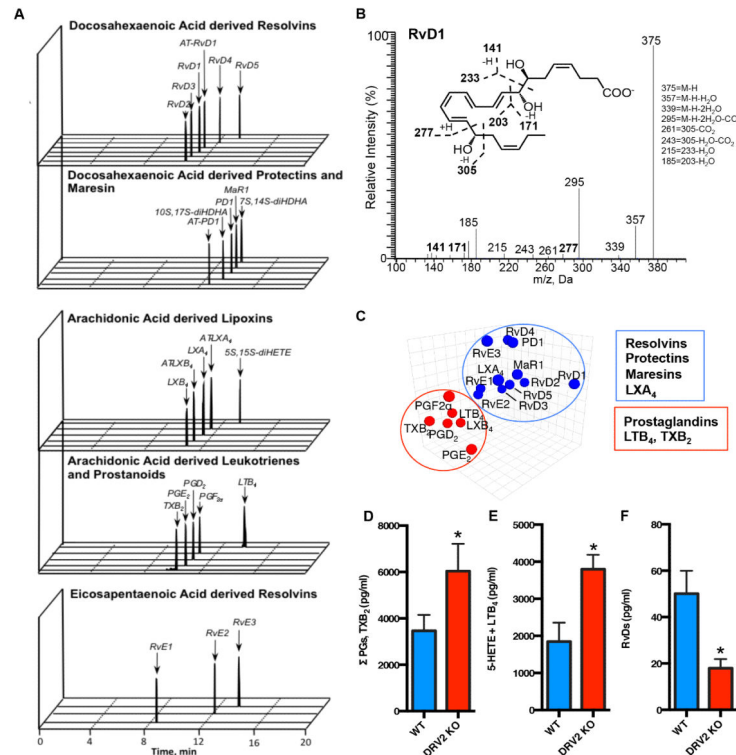 A
Docosahexaenoic Acid derived Resolvins
AT-RvD1
RvD1
RvD4
RvD3
RvD5
RvD2
Docosahexaenoic Acid derived Protectins and
Maresin
MaR1
PD1
7S,14S-diHDHA
10S,17S-diHDHA
AT-PD1
Arachidonic Acid derived Lipoxins
ATLXA4
LXA4
5S,15S-diHETE
ATLXB4
LXB4
Arachidonic Acid derived Leukotrienes
and Prostanoids
PGD2
LTB4
PGE2
PGF2α
TXB2
Eicosapentaenoic Acid derived Resolvins
RvE3
RvE2
RvE1
0 4 8 12 16 20
Time, min
B
RvD1
100
80
60
40
20
0
Relative Intensity (%)
141
-H
233
HO
OH
COO-
203
-H
171
277
+H
HO
-H
305
375
375=M-H
357=M-H-H2O
339=M-H-2H2O
295=M-H-2H2O-CO
261=305-CO2
243=305-H2O-CO2
215=233-H2O
185=203-H2O
295
357
185
141 171 215 243 261 277 339
100 140 180 220 260 300 340 380
m/z, Da
C
RvD4
PD1
RvE3
LXA4
MaR1
RvD1
RvE1
RvD2
RvD5
RvE2
RvD3
PGF2α
LTB4
TXB2
PGD2
LXB4
PGE2
Resolvins
Protectins
Maresins
LXA4
Prostaglandins
LTB4, TXB2
D
8000
6000
4000
2000
0
Σ PGs, TXB2 (pg/ml)
*
WT
DRV2 KO
E
5000
4000
3000
2000
1000
0
5-HETE + LTB4 (pg/ml)
*
WT
DRV2 KO
F
80
60
40
20
0
RvDs (pg/ml)
*
WT
DRV2 KO